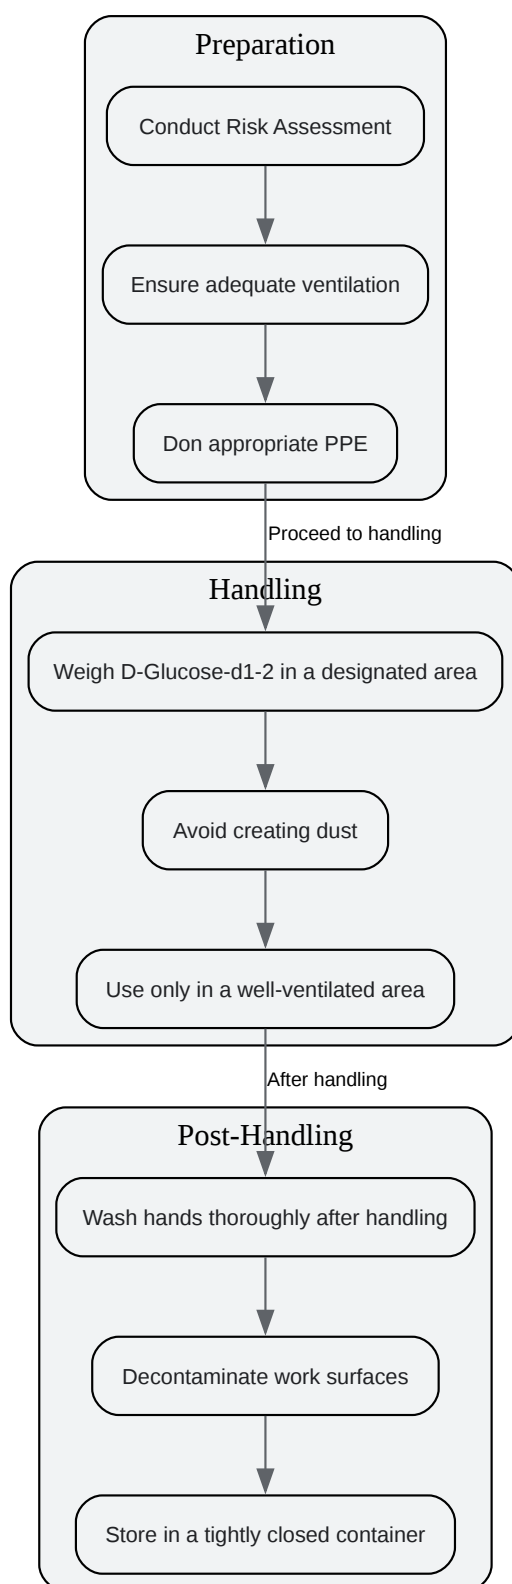 Preparation
Conduct Risk Assessment
Ensure adequate ventilation
Don appropriate PPE
Proceed to handling
Handling
Weigh D-Glucose-d1-2 in a designated area
Avoid creating dust
Use only in a well-ventilated area
After handling
Post-Handling
Wash hands thoroughly after handling
Decontaminate work surfaces
Store in a tightly closed container